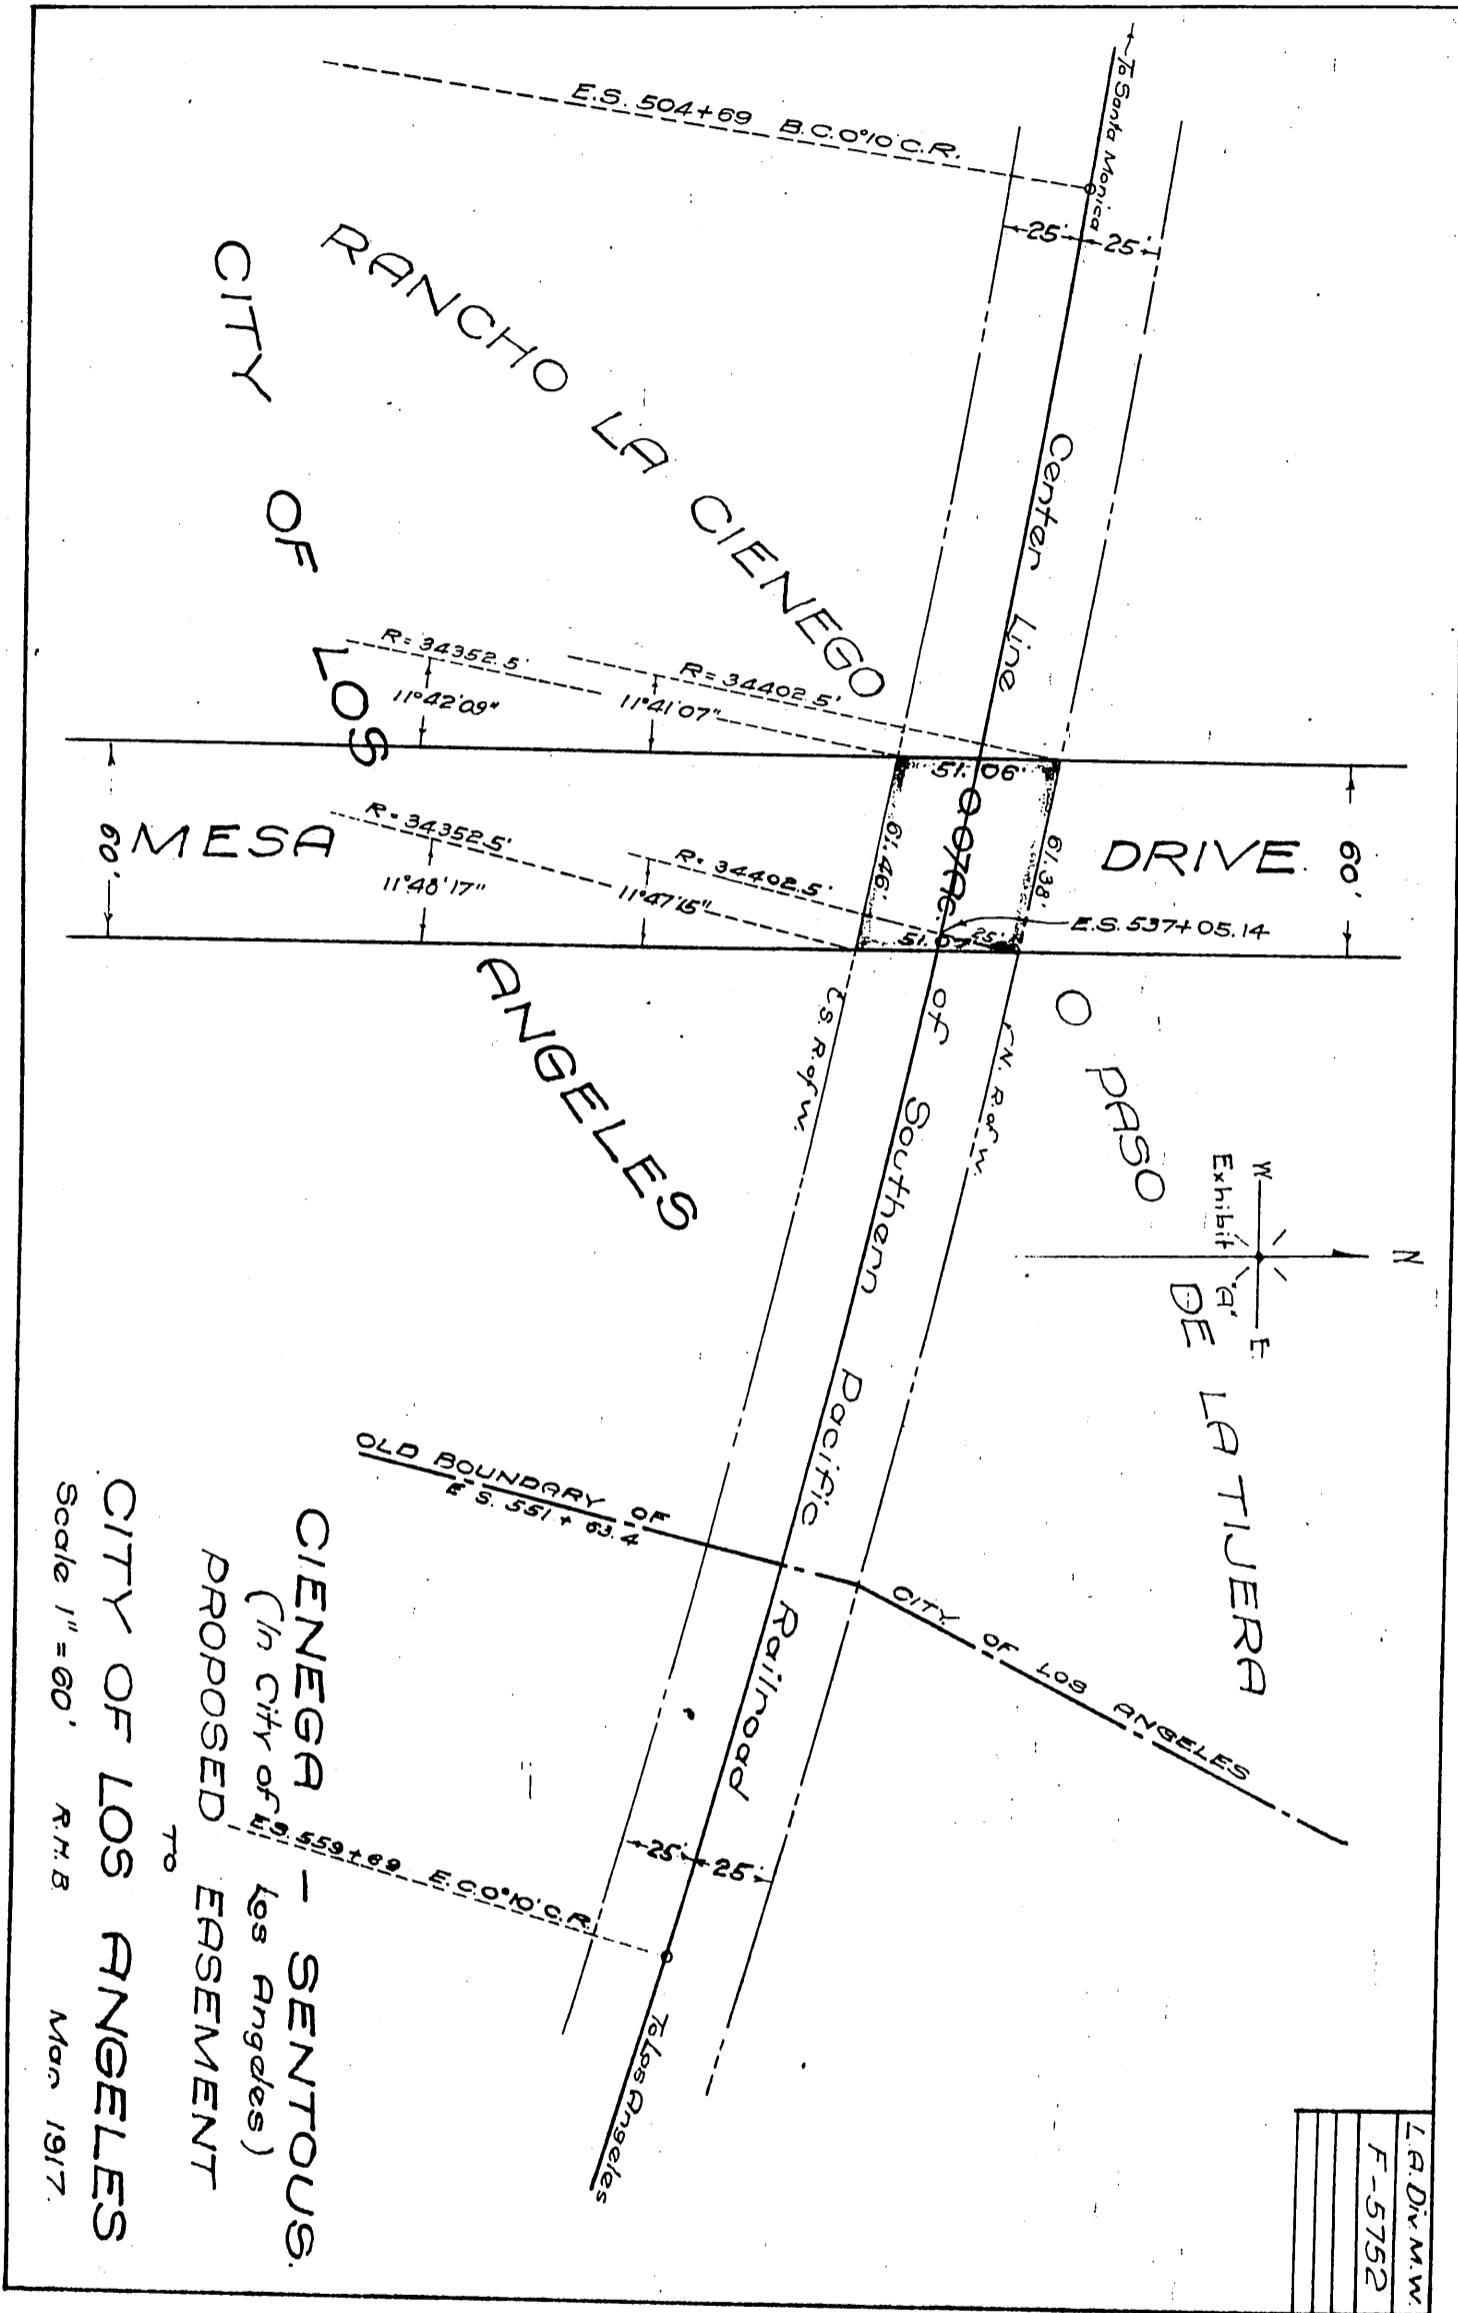 L.A. Div. M.W.
F-5752
← To Santa Monica
E.S. 504+69 B.C. 0°10' C.R.
25' 25'
RANCHO LA CIENEGO
O PASO DE LA TIJERA
CITY OF LOS ANGELES
Center Line of Southern Pacific Railroad
R=34352.5'
11°42'09"
R=34402.5'
11°41'07"
R=34352.5'
11°48'17"
R=34402.5'
11°47'15"
MESA DRIVE.
60'
60'
51.06'
61.46'
61.38'
51.07'
25'
E.S. 537+05.14
S. R. of W.
N. R. of W.
N
W
E
Exhibit "A"
OLD BOUNDARY OF
E.S. 551+63.4
CITY OF LOS ANGELES
25' 25'
E.S. 559+69 E.C. 0°10' C.R.
To Los Angeles
CIENEGA — SENTOUS.
(In City of Los Angeles)
PROPOSED EASEMENT
TO
CITY OF LOS ANGELES
Scale 1"=60' R.H.B. Mar. 1917.